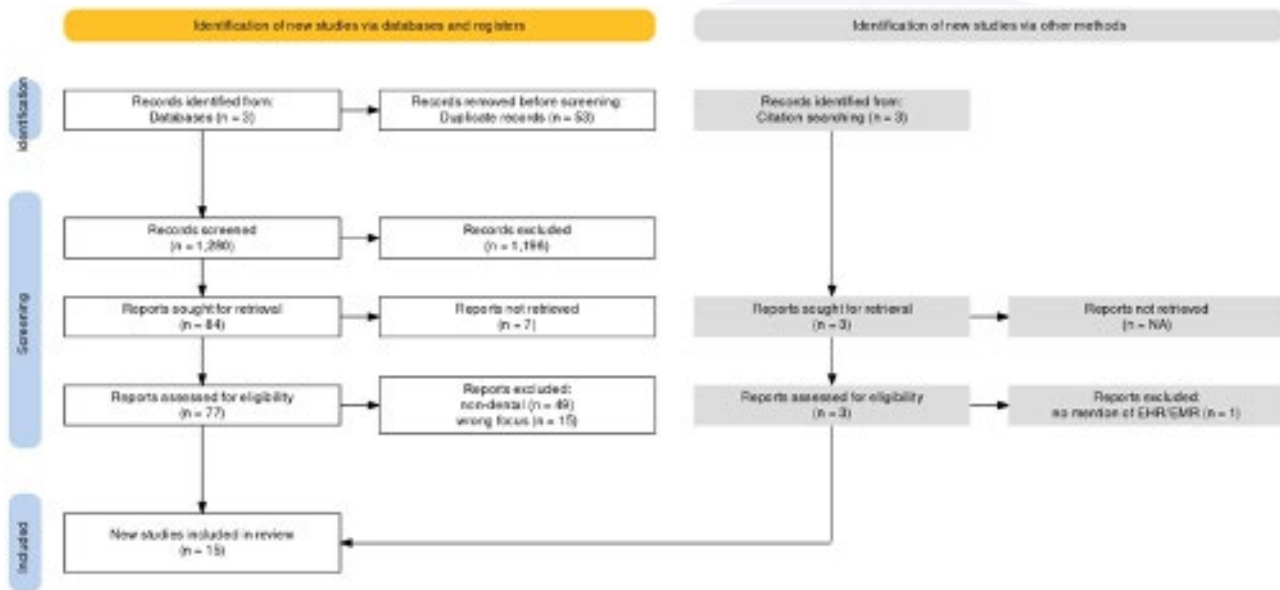 Identification of new studies via databases and registers
Identification of new studies via other methods
Identification
Records identified from:
Databases (n = 3)
Records removed before screening:
Duplicate records (n = 53)
Records identified from:
Citation searching (n = 3)
Screening
Records screened
(n = 1,280)
Records excluded
(n = 1,196)
Reports sought for retrieval
(n = 84)
Reports not retrieved
(n = 7)
Reports sought for retrieval
(n = 3)
Reports not retrieved
(n = NA)
Reports assessed for eligibility
(n = 77)
Reports excluded:
non-dental (n = 49)
wrong focus (n = 15)
Reports assessed for eligibility
(n = 3)
Reports excluded:
no mention of EHR/EMR (n = 1)
Included
New studies included in review
(n = 15)